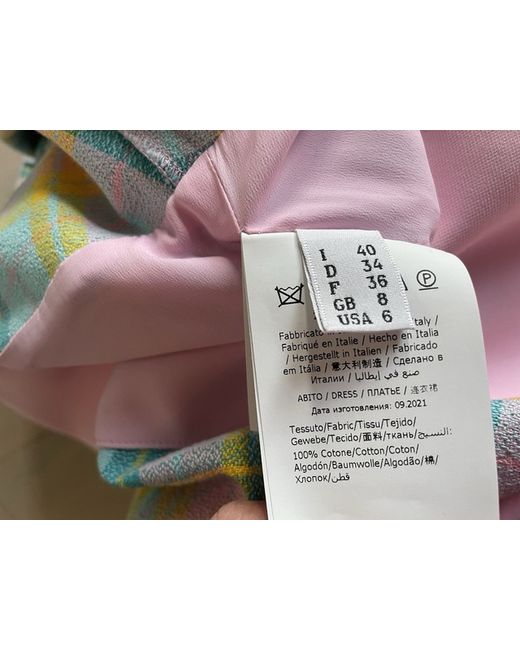 I 40
D 34
F 36
GB 8
USA 6
P
Fabbricato in Italy /
Fabriqué en Italie / Hecho en Italia
/ Hergestellt in Italien / Fabricado
em Itália / 意大利制造 / Сделано в
Италии / صنع في إيطاليا
ABITO / DRESS / ПЛАТЬЕ / 连衣裙
Дата изготовления: 09.2021
Tessuto/Fabric/Tissu/Tejido/
Gewebe/Tecido/面料/ткань/النسيج:
100% Cotone/Cotton/Coton/
Algodón/Baumwolle/Algodão/棉/
Хлопок/قطن